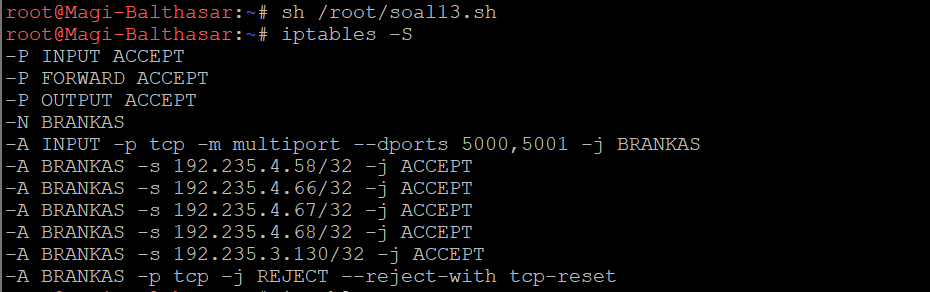 root@Magi-Balthasar:~# sh /root/soal13.sh
root@Magi-Balthasar:~# iptables -S
-P INPUT ACCEPT
-P FORWARD ACCEPT
-P OUTPUT ACCEPT
-N BRANKAS
-A INPUT -p tcp -m multiport --dports 5000,5001 -j BRANKAS
-A BRANKAS -s 192.235.4.58/32 -j ACCEPT
-A BRANKAS -s 192.235.4.66/32 -j ACCEPT
-A BRANKAS -s 192.235.4.67/32 -j ACCEPT
-A BRANKAS -s 192.235.4.68/32 -j ACCEPT
-A BRANKAS -s 192.235.3.130/32 -j ACCEPT
-A BRANKAS -p tcp -j REJECT --reject-with tcp-reset